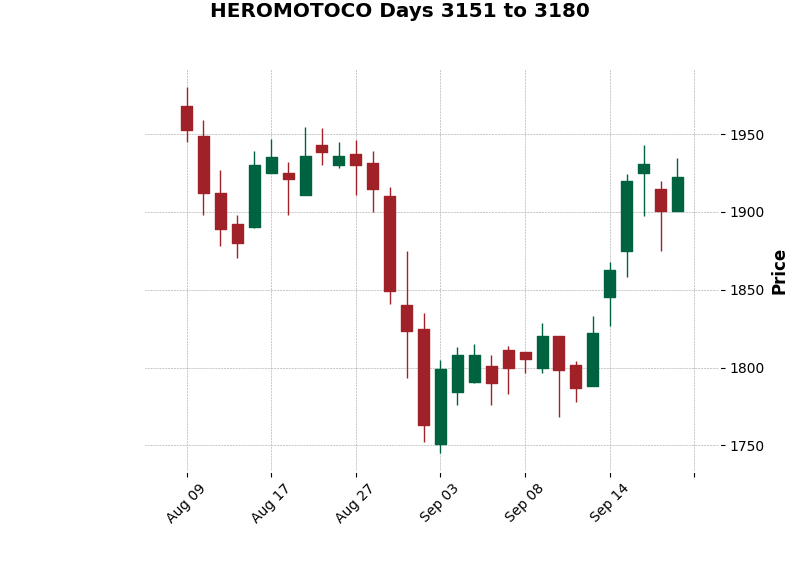 HEROMOTOCO Days 3151 to 3180
1950
1900
1850
1800
1750
Price
Aug 09
Aug 17
Aug 27
Sep 03
Sep 08
Sep 14